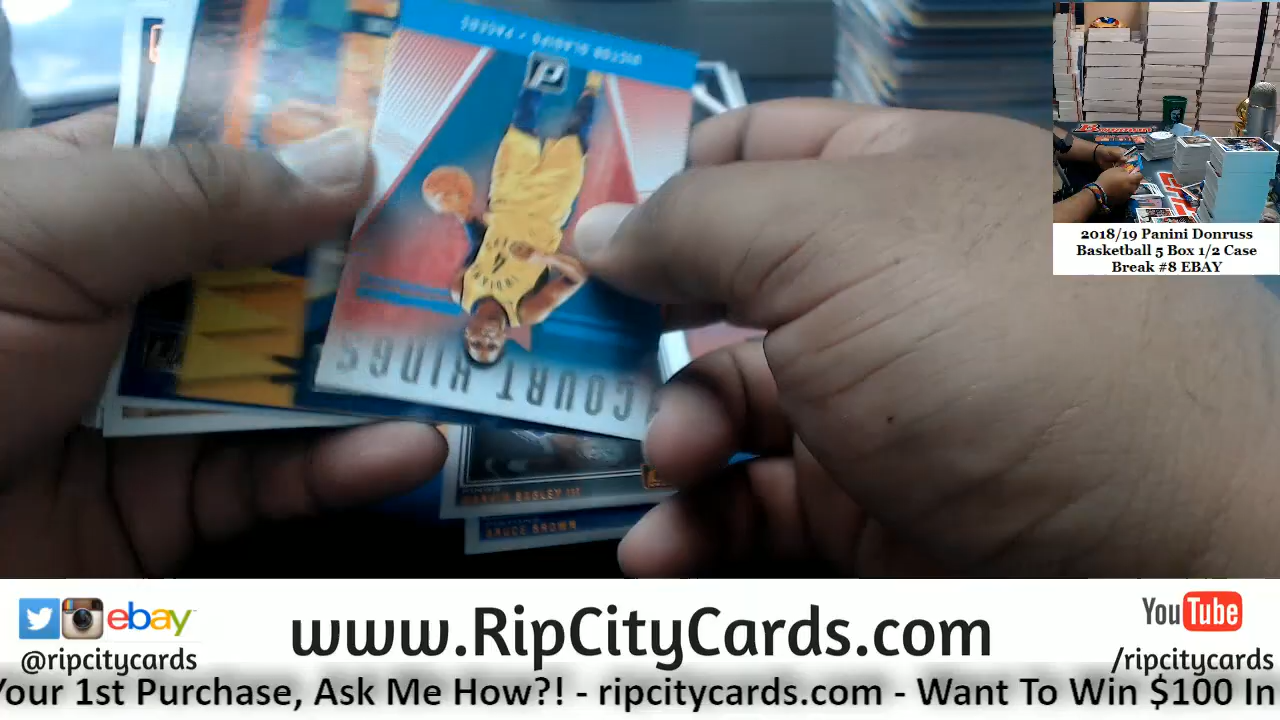 VICTOR OLADIPO • PACERS
COURT KINGS
MARVIN BAGLEY III
BRUCE BROWN
2018/19 Panini Donruss
Basketball 5 Box 1/2 Case
Break #8 EBAY
ebay
@ripcitycards
www.RipCityCards.com
YouTube
/ripcitycards
Your 1st Purchase, Ask Me How?! - ripcitycards.com - Want To Win $100 In